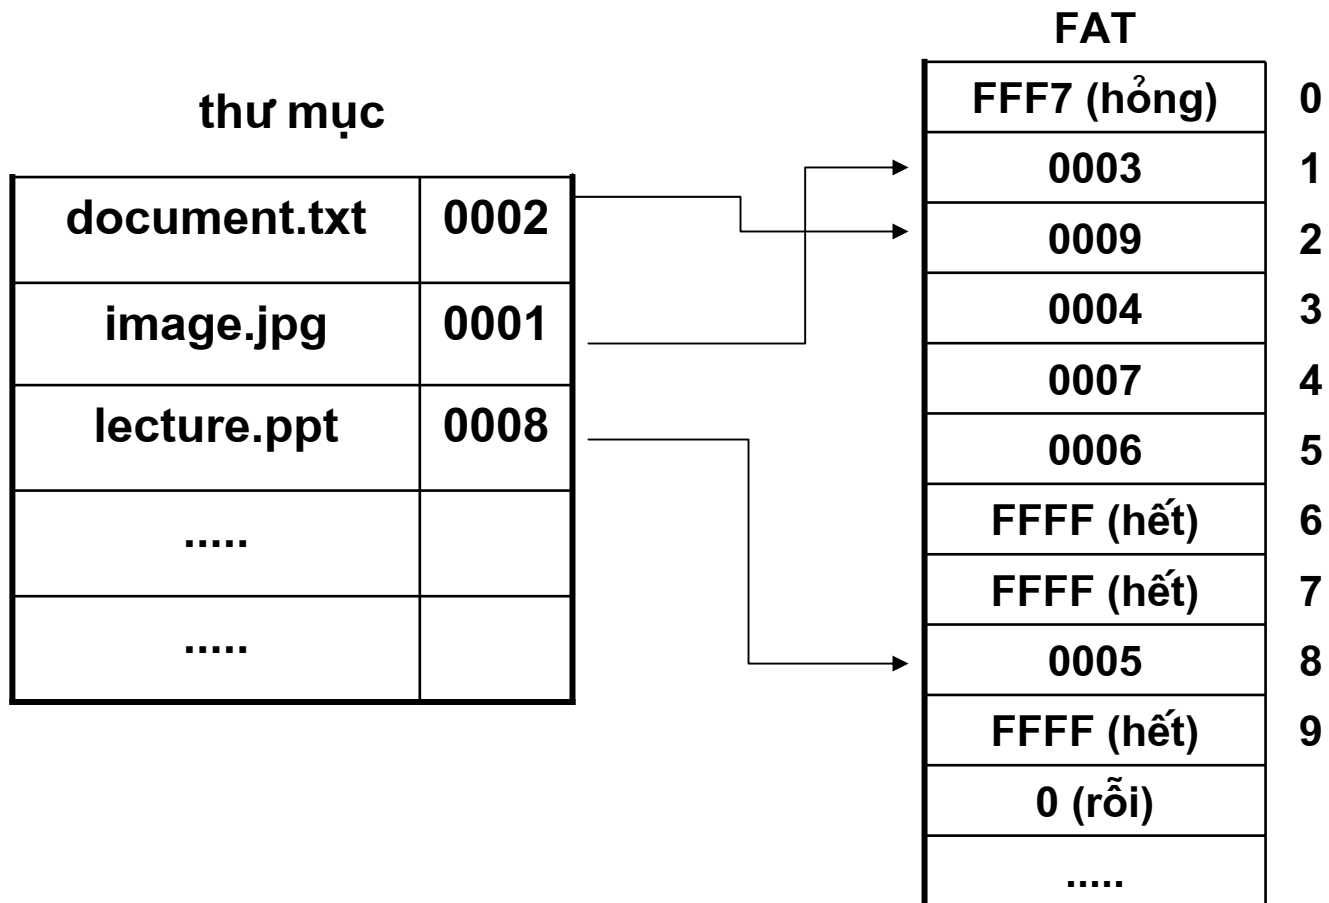 FAT
thư mục
document.txt 0002
image.jpg 0001
lecture.ppt 0008
.....
.....
FFF7 (hỏng) 0
0003 1
0009 2
0004 3
0007 4
0006 5
FFFF (hết) 6
FFFF (hết) 7
0005 8
FFFF (hết) 9
0 (rỗi)
.....